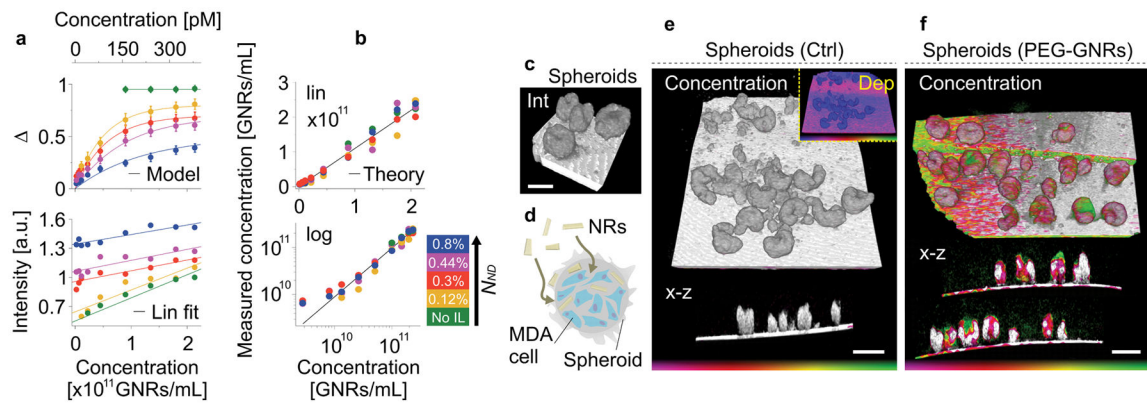 Concentration [pM]
0 150 300
a
1
0.5
0
Δ
Model
Intensity [a.u.]
1.3
1
0.7
Lin fit
0 1 2
Concentration
[x10¹¹GNRs/mL]
b
Measured concentration [GNRs/mL]
3
2
1
0
lin
x10¹¹
Theory
0 1 2
log
10¹¹
10¹⁰
10¹⁰ 10¹¹
Concentration
[GNRs/mL]
0.8%
0.44%
0.3%
0.12%
No IL
N_ND
c
Spheroids
Int
d
NRs
MDA
cell
Spheroid
e
Spheroids (Ctrl)
Concentration
Dep
x-z
f
Spheroids (PEG-GNRs)
Concentration
x-z